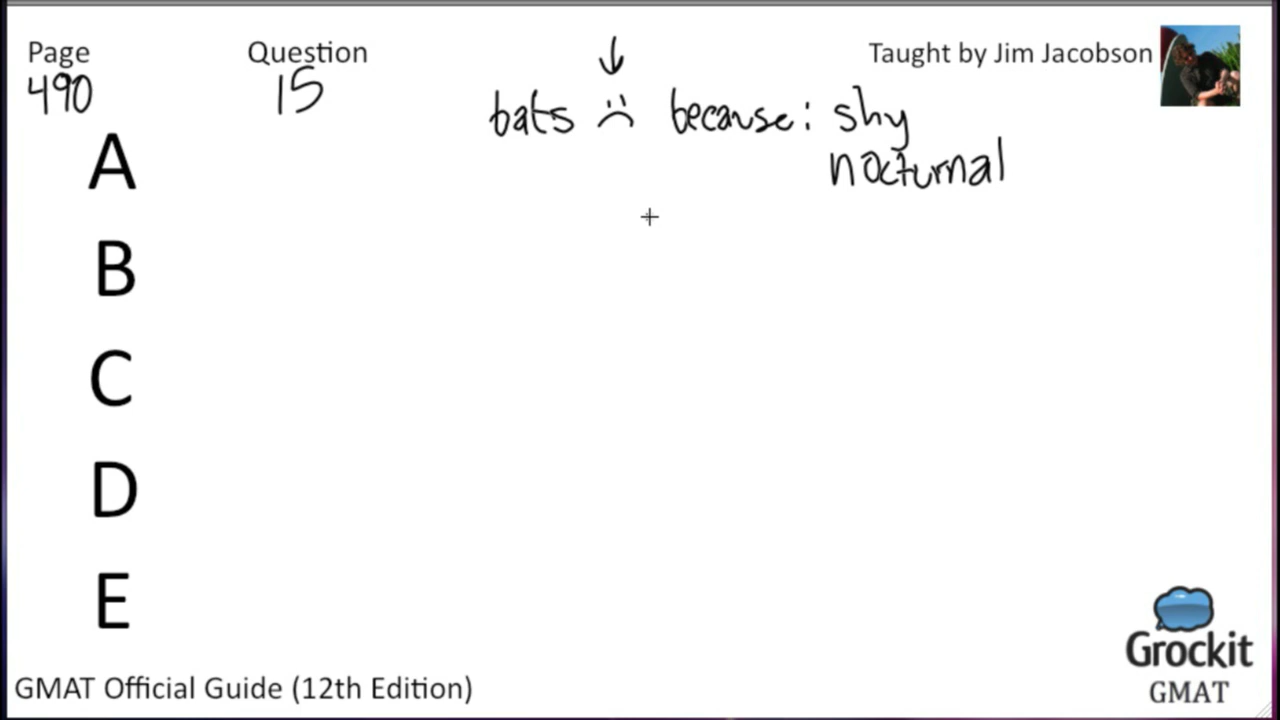 Page Question Taught by Jim Jacobson
490 15 bats because: shy
nocturnal
A
B
C
D
E
GMAT Official Guide (12th Edition)
Grockit
GMAT